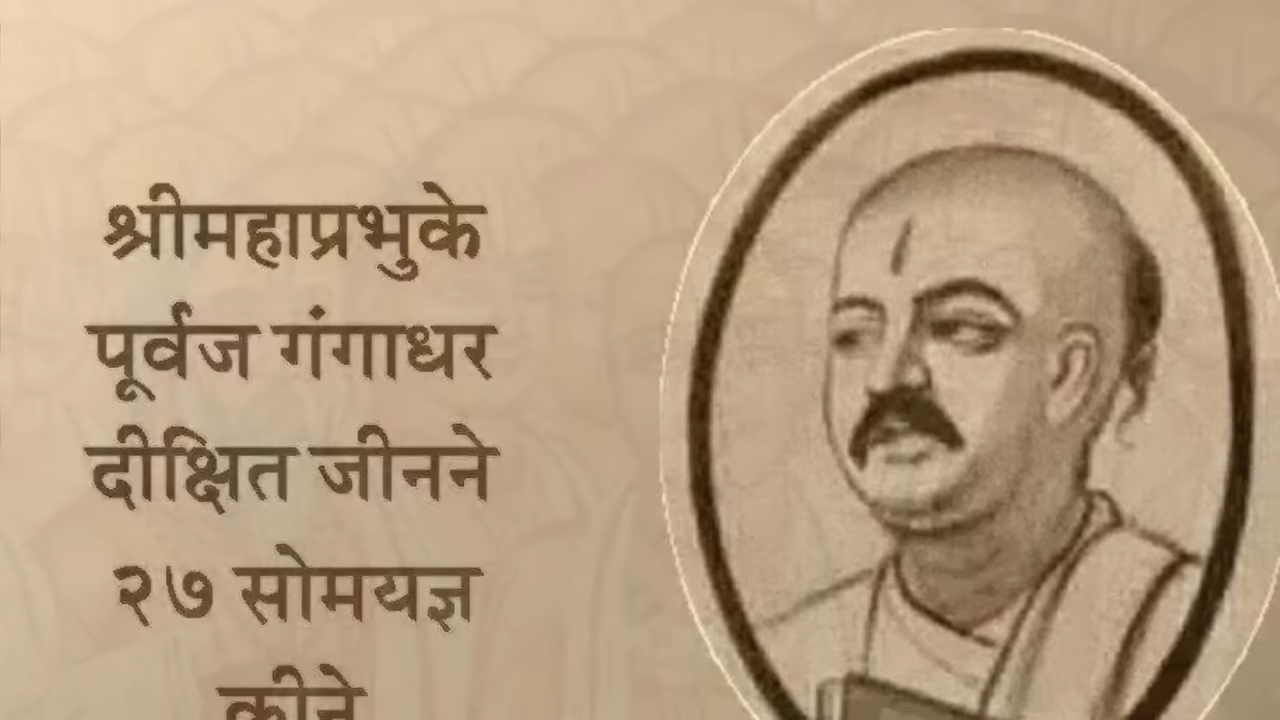 श्रीमहाप्रभुके
पूर्वज गंगाधर
दीक्षित जीनने
२७ सोमयज्ञ
कीने